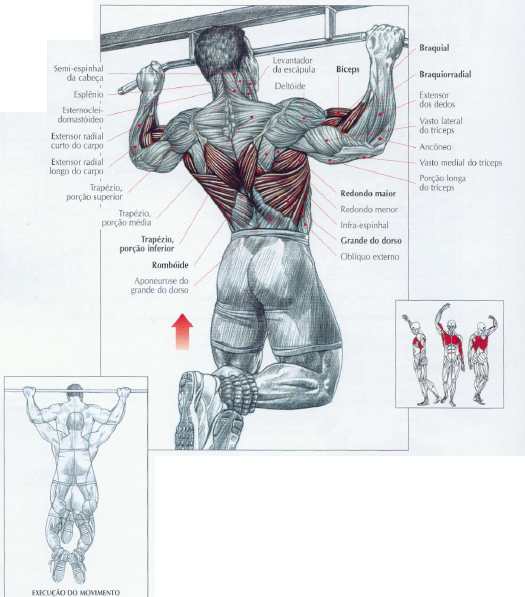 Semi-espinhal
da cabeça
Esplênio
Esternoclei-
domastóideo
Extensor radial
curto do carpo
Extensor radial
longo do carpo
Trapézio,
porção superior
Trapézio,
porção média
Trapézio,
porção inferior
Rombóide
Aponeurose do
grande do dorso
Levantador
da escápula
Deltóide
Bíceps
Braquial
Braquiorradial
Extensor
dos dedos
Vasto lateral
do tríceps
Ancôneo
Vasto medial do tríceps
Porção longa
do tríceps
Redondo maior
Redondo menor
Infra-espinhal
Grande do dorso
Oblíquo externo
EXECUÇÃO DO MOVIMENTO